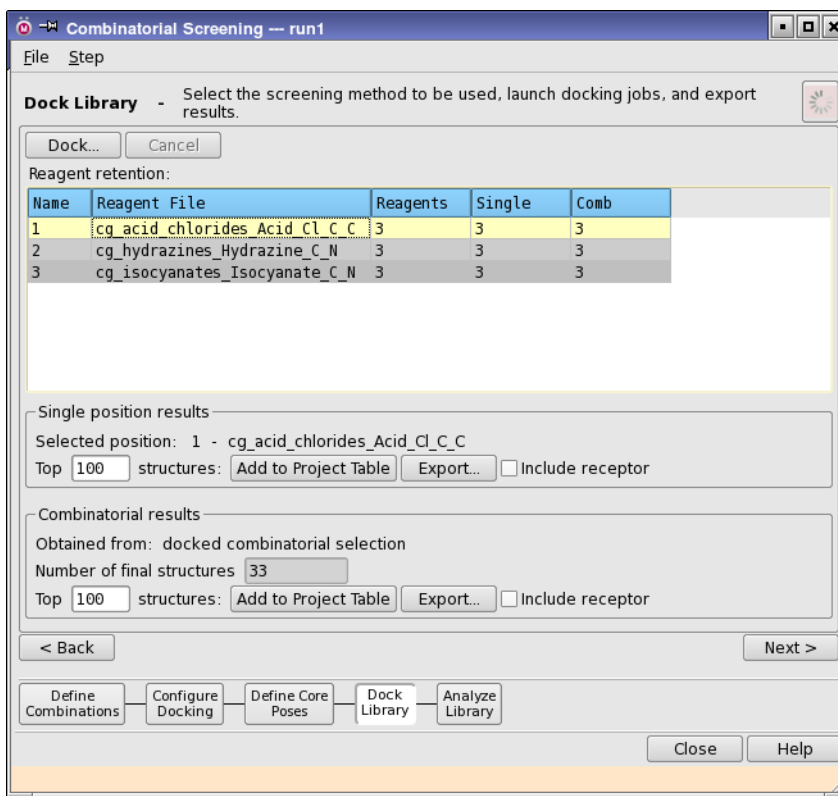 Combinatorial Screening — run1
File Step
Dock Library - Select the screening method to be used, launch docking jobs, and export
results.
Dock... Cancel
Reagent retention:
Name Reagent File Reagents Single Comb
1 cg_acid_chlorides_Acid_Cl_C_C 3 3 3
2 cg_hydrazines_Hydrazine_C_N 3 3 3
3 cg_isocyanates_Isocyanate_C_N 3 3 3
Single position results
Selected position: 1 - cg_acid_chlorides_Acid_Cl_C_C
Top 100 structures: Add to Project Table Export... Include receptor
Combinatorial results
Obtained from: docked combinatorial selection
Number of final structures 33
Top 100 structures: Add to Project Table Export... Include receptor
< Back Next >
Define Combinations Configure Docking Define Core Poses Dock Library Analyze Library
Close Help